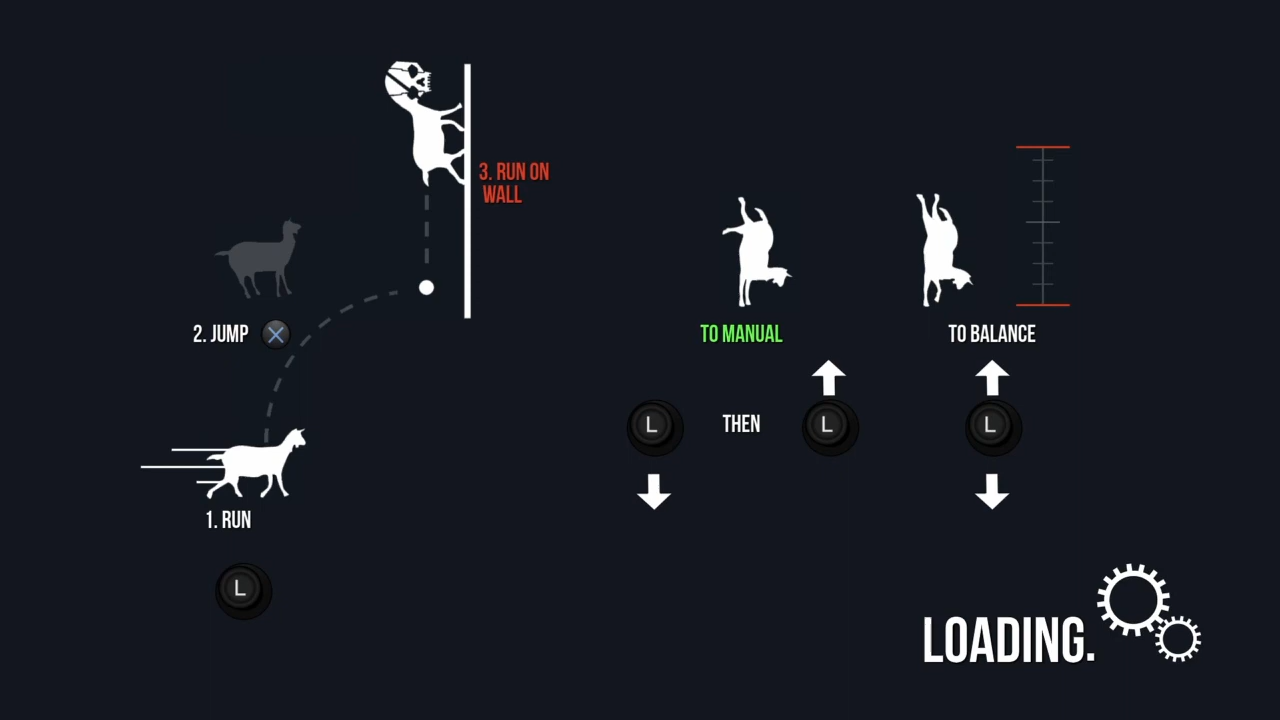 3. RUN ON
WALL
2. JUMP
1. RUN
L
TO MANUAL
L
THEN
L
TO BALANCE
L
LOADING.